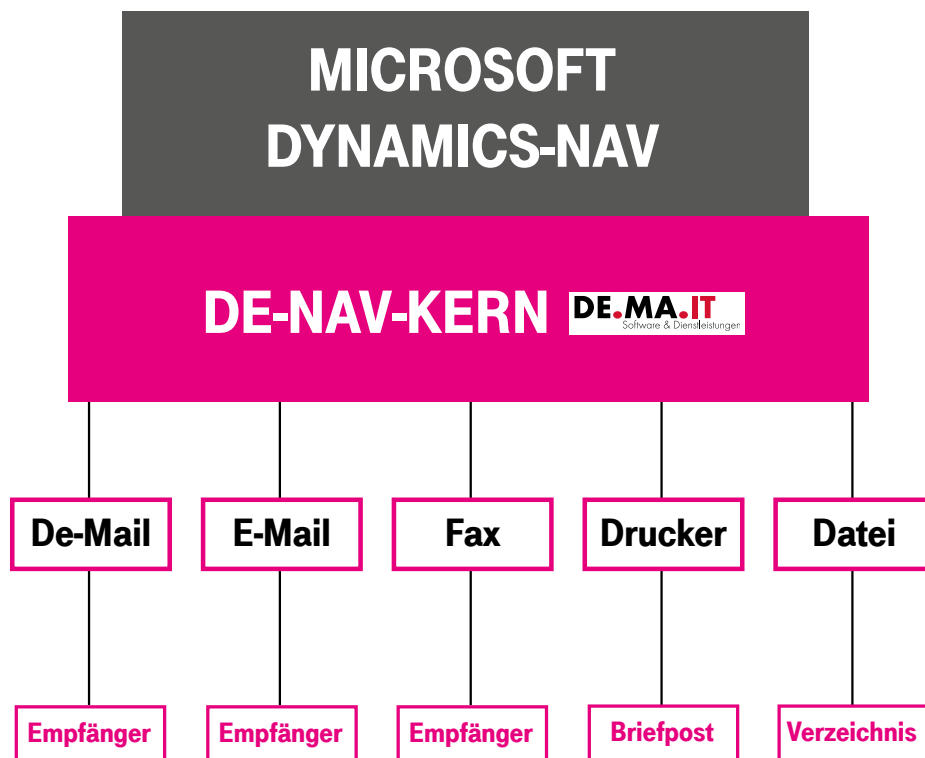 MICROSOFT
DYNAMICS-NAV
DE-NAV-KERN DE.MA.IT
Software & Dienstleistungen
De-Mail E-Mail Fax Drucker Datei
Empfänger Empfänger Empfänger Briefpost Verzeichnis